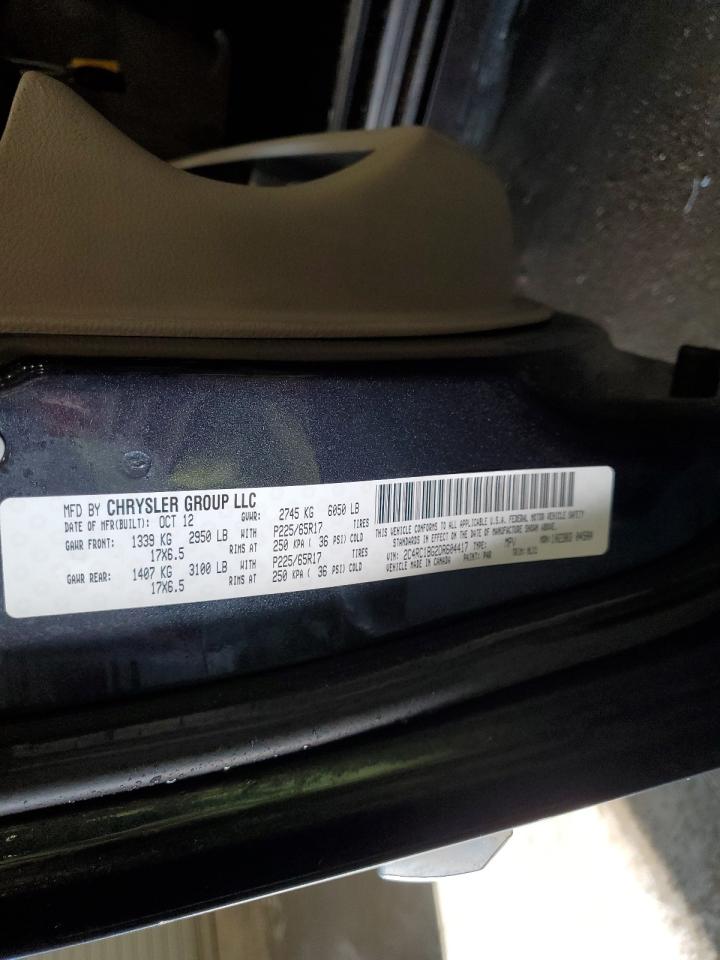 MFD BY CHRYSLER GROUP LLC
DATE OF MFR(BUILT): OCT 12 GVWR: 2745 KG 6050 LB
GAWR FRONT: 1339 KG 2950 LB WITH P225/65R17 TIRES
17X6.5 RIMS AT 250 KPA ( 36 PSI) COLD
GAWR REAR: 1407 KG 3100 LB WITH P225/65R17 TIRES
17X6.5 RIMS AT 250 KPA ( 36 PSI) COLD
THIS VEHICLE CONFORMS TO ALL APPLICABLE U.S.A. FEDERAL MOTOR VEHICLE SAFETY
STANDARDS IN EFFECT ON THE DATE OF MANUFACTURE SHOWN ABOVE.
VIN: 2C4RC1BG2DR604417 TYPE: MPV MDH:
VEHICLE MADE IN CANADA PAINT: TRIM: